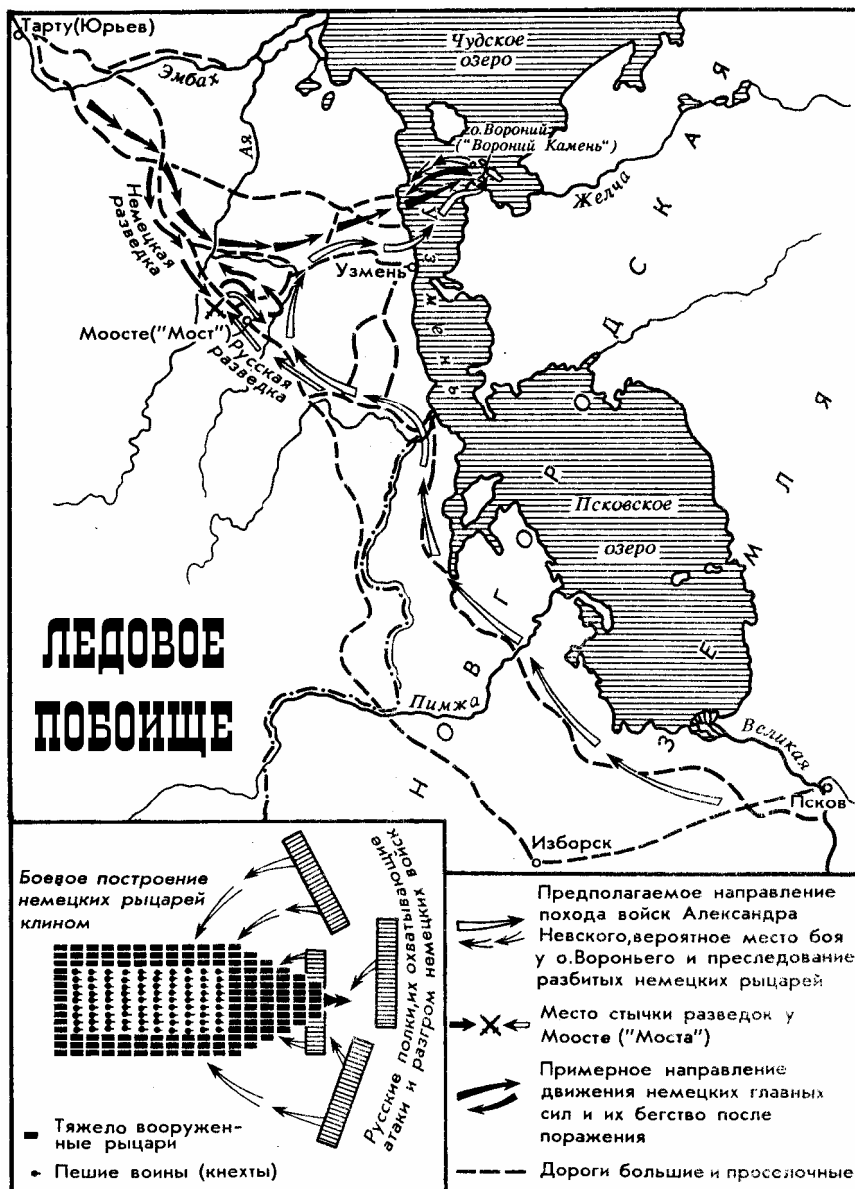 Тарту(Юрьев)
Эмбах
Чудское
озеро
о.Вороний
("Вороний Камень")
Ая
Желча
Немецкая
разведка
Узмень
Узжень
Моосте("Мост")
Русская
разведка
НОВГОРОДСКАЯ
ЗЕМЛЯ
Псковское
озеро
ЛЕДОВОЕ
ПОБОИЩЕ
Пимжа
Великая
Псков
Изборск
Боевое построение
немецких рыцарей
клином
Русские полки,их охватывающие
атаки и разгром немецких войск
Тяжело вооружен-
ные рыцари
Пешие воины (кнехты)
Предполагаемое направление
похода войск Александра
Невского,вероятное место боя
у о.Вороньего и преследование
разбитых немецких рыцарей
Место стычки разведок у
Моосте ("Моста")
Примерное направление
движения немецких главных
сил и их бегство после
поражения
Дороги большие и проселочные